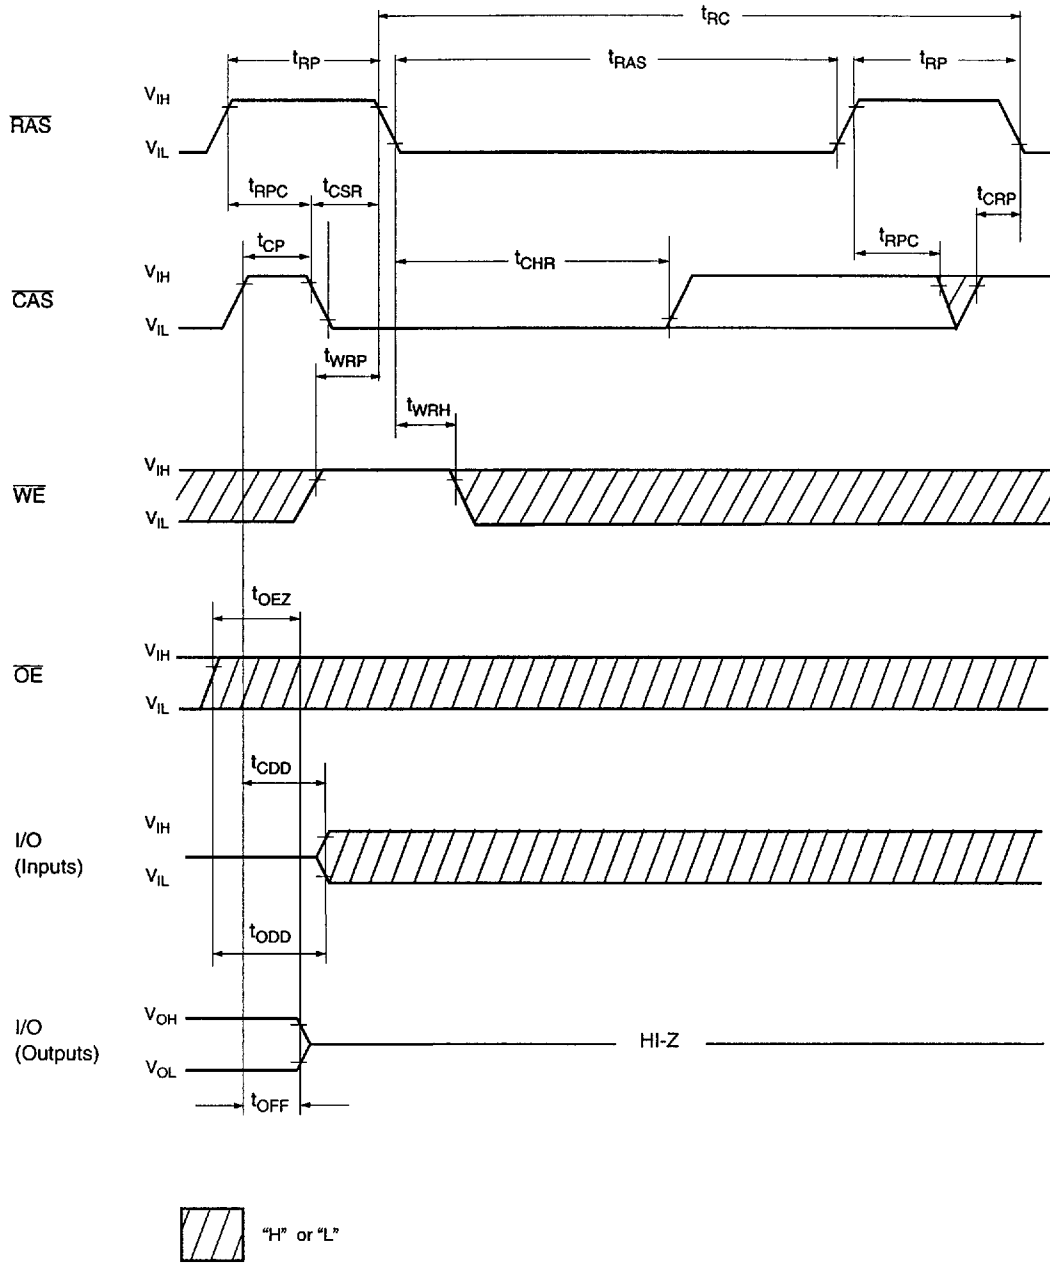 tRC
tRP tRAS tRP
VIH
RAS
VIL
tRPC tCSR tCRP
tCP tCHR tRPC
VIH
CAS
VIL
tWRP
tWRH
VIH
WE
VIL
tOEZ
VIH
OE
VIL
tCDD
VIH
I/O
(Inputs)
VIL
tODD
VOH
I/O
(Outputs)
HI-Z
VOL
tOFF
“H” or “L”